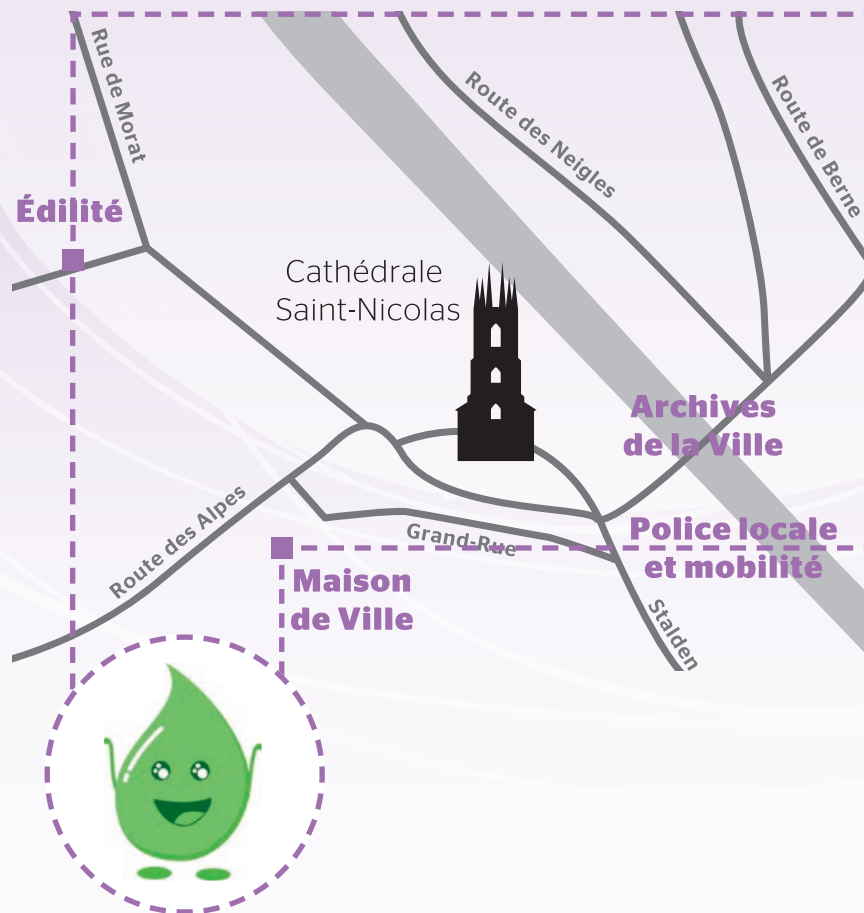 Rue de Morat
Route des Neigles
Route de Berne
Édilité
Cathédrale
Saint-Nicolas
Archives
de la Ville
Route des Alpes
Grand-Rue
Police locale
et mobilité
Maison
de Ville
Stalden